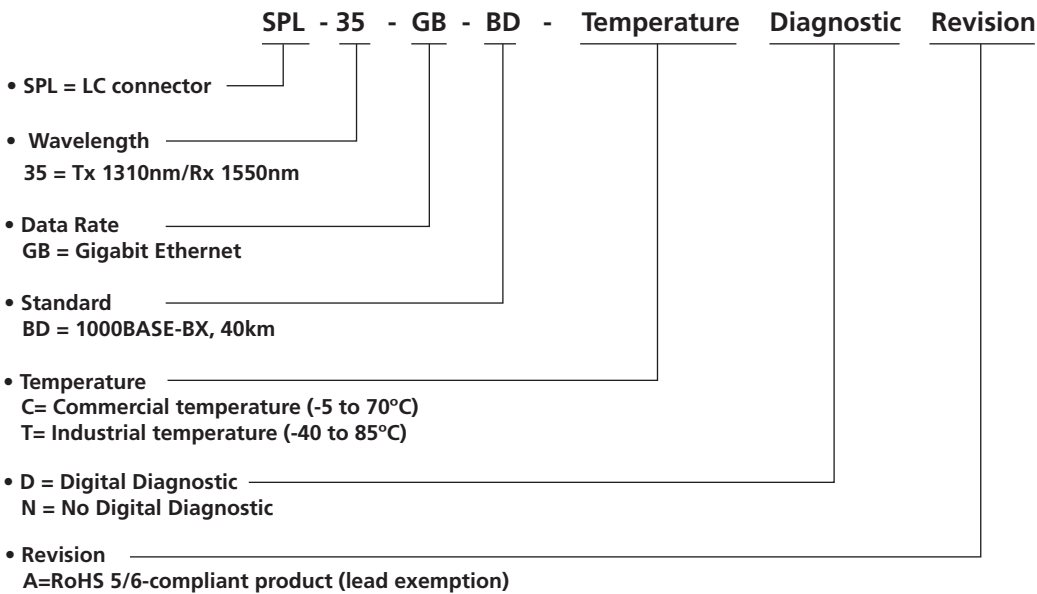 SPL - 35 - GB - BD - Temperature Diagnostic Revision
• SPL = LC connector
• Wavelength
35 = Tx 1310nm/Rx 1550nm
• Data Rate
GB = Gigabit Ethernet
• Standard
BD = 1000BASE-BX, 40km
• Temperature
C= Commercial temperature (-5 to 70ºC)
T= Industrial temperature (-40 to 85ºC)
• D = Digital Diagnostic
N = No Digital Diagnostic
• Revision
A=RoHS 5/6-compliant product (lead exemption)